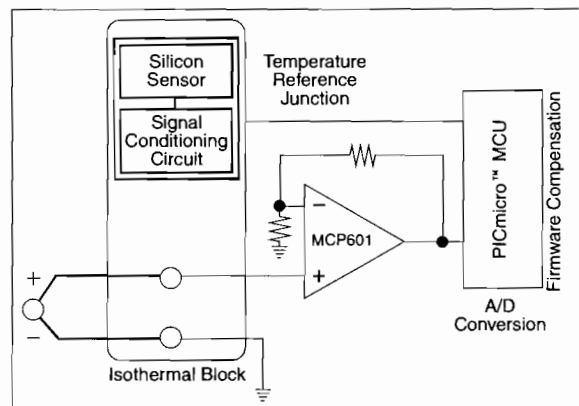 Silicon
Sensor
Signal
Conditioning
Circuit
Temperature
Reference
Junction
−
MCP601
+
PICmicro™ MCU
Firmware Compensation
A/D
Conversion
+
−
Isothermal Block